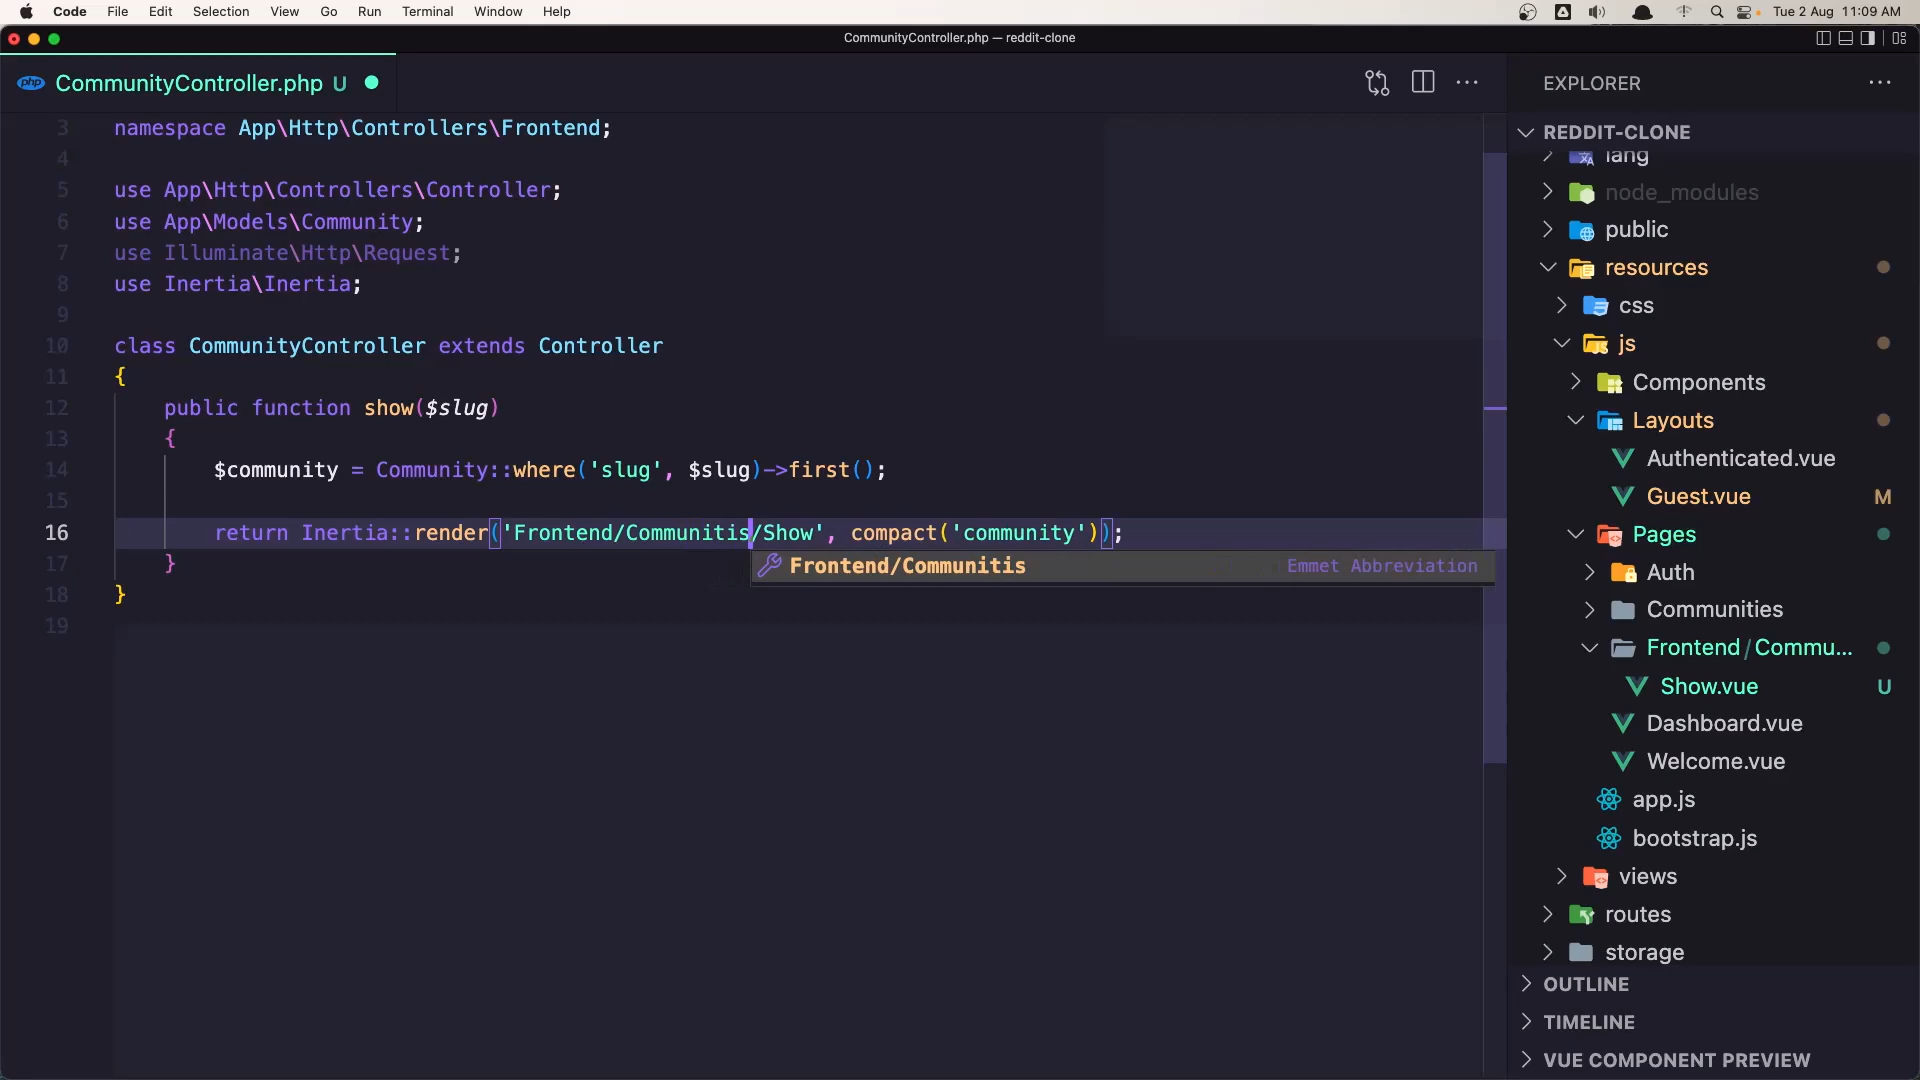 Code File Edit Selection View Go Run Terminal Window Help
Tue 2 Aug 11:09 AM
CommunityController.php — reddit-clone
php CommunityController.php U
3 namespace App\Http\Controllers\Frontend;
4
5 use App\Http\Controllers\Controller;
6 use App\Models\Community;
7 use Illuminate\Http\Request;
8 use Inertia\Inertia;
9
10 class CommunityController extends Controller
11 {
12 public function show($slug)
13 {
14 $community = Community::where('slug', $slug)->first();
15
16 return Inertia::render('Frontend/Communitis/Show', compact('community'));
17 }
18 }
19
Frontend/Communitis Emmet Abbreviation
EXPLORER
REDDIT-CLONE
lang
node_modules
public
resources
css
js
Components
Layouts
Authenticated.vue
Guest.vue M
Pages
Auth
Communities
Frontend/Commu...
Show.vue U
Dashboard.vue
Welcome.vue
app.js
bootstrap.js
views
routes
storage
OUTLINE
TIMELINE
VUE COMPONENT PREVIEW